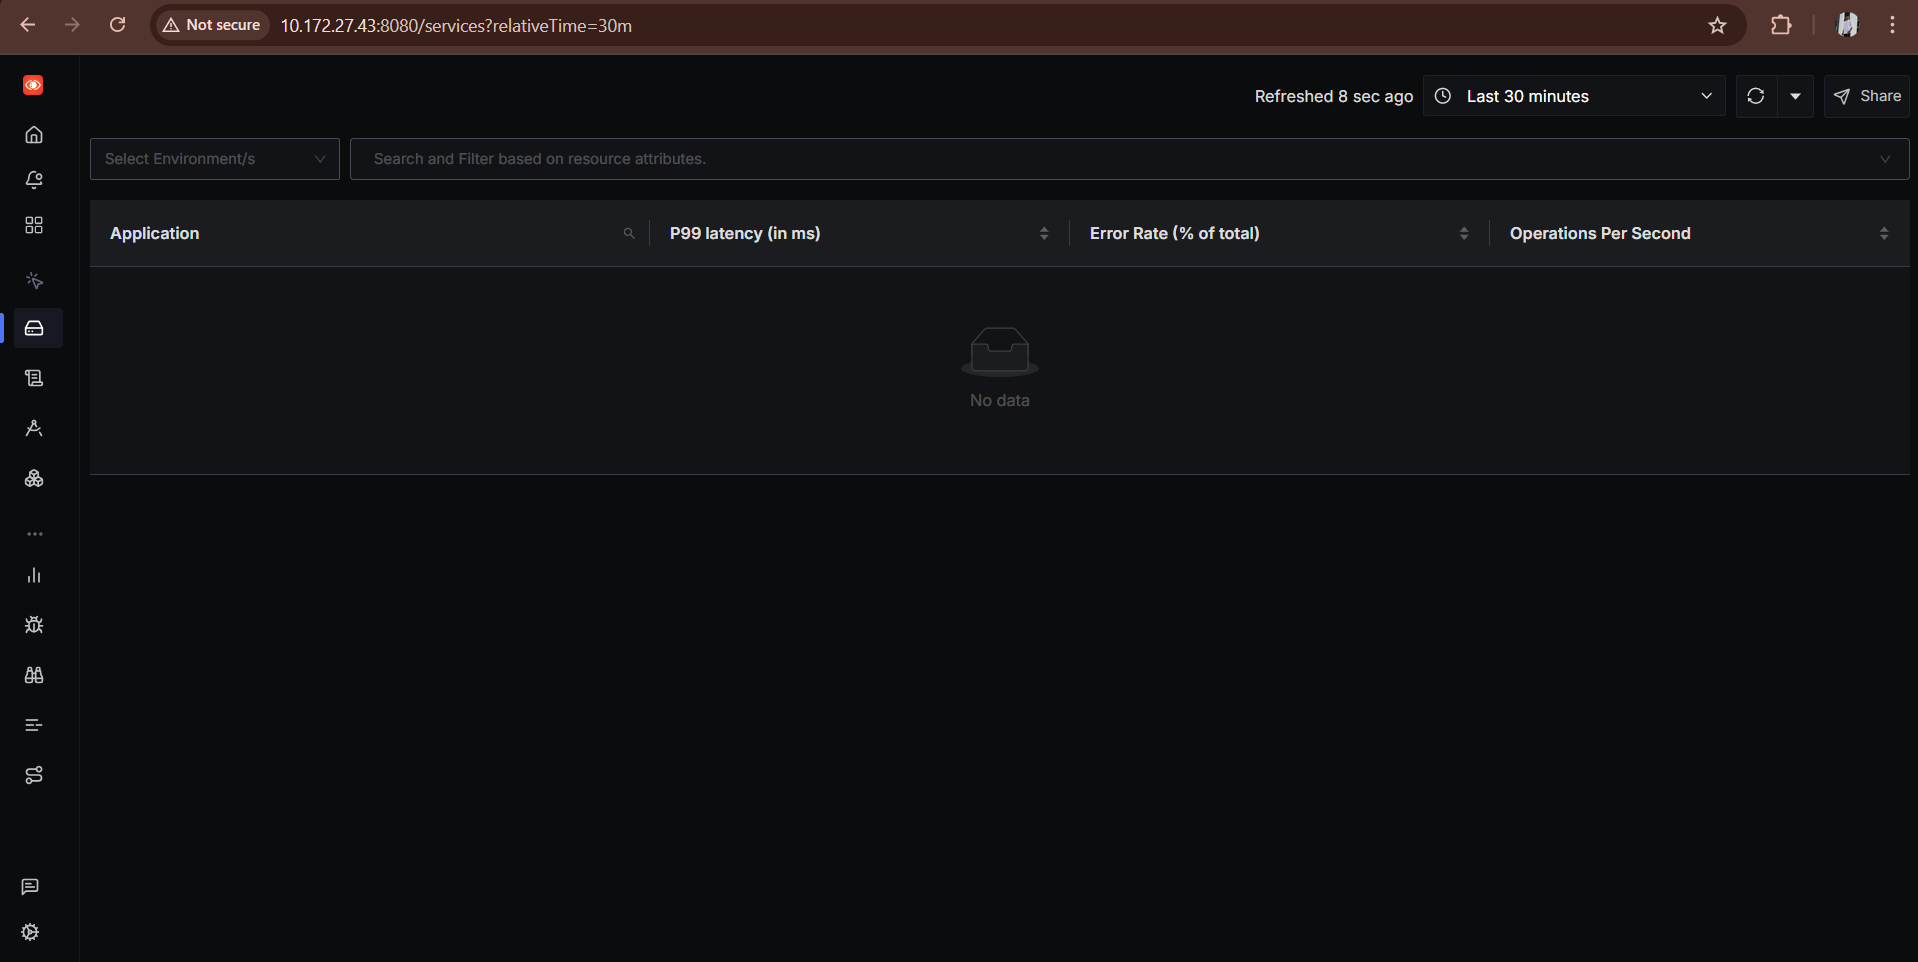 Not secure 10.172.27.43:8080/services?relativeTime=30m
Refreshed 8 sec ago Last 30 minutes Share
Select Environment/s Search and Filter based on resource attributes.
Application P99 latency (in ms) Error Rate (% of total) Operations Per Second
No data